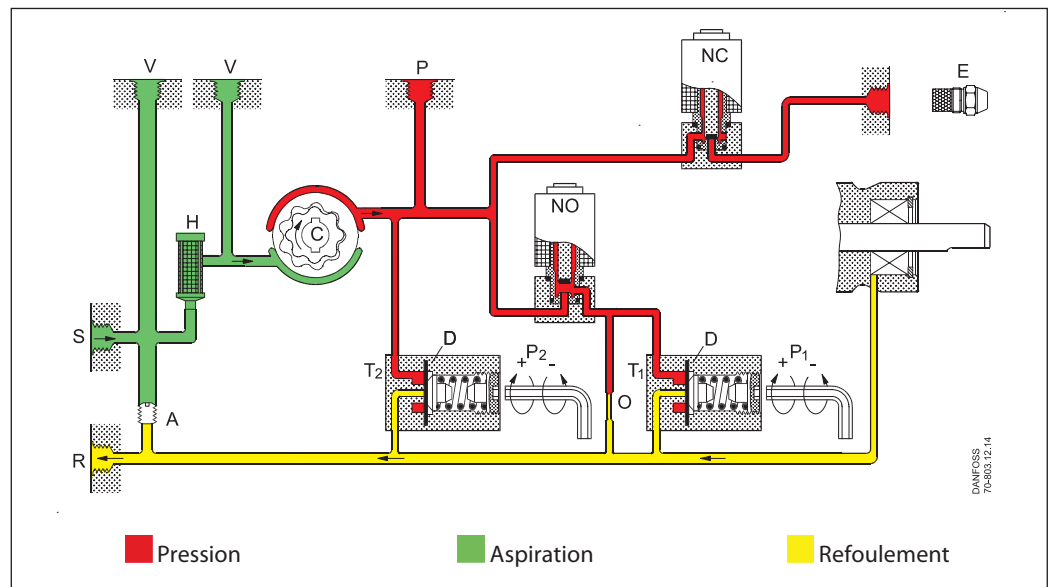 V V P NC E
H NO
C
S
D D
T2 + P2 - T1 + P1 -
A O
R
DANFOSS
70-803.12.14
Pression Aspiration Refoulement